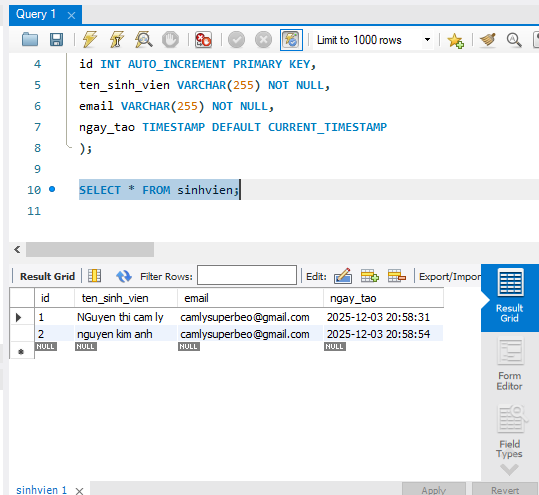 Query 1
Limit to 1000 rows
4 id INT AUTO_INCREMENT PRIMARY KEY,
5 ten_sinh_vien VARCHAR(255) NOT NULL,
6 email VARCHAR(255) NOT NULL,
7 ngay_tao TIMESTAMP DEFAULT CURRENT_TIMESTAMP
8 );
9
10 SELECT * FROM sinhvien;
11
Result Grid Filter Rows: Edit: Export/Impor
id ten_sinh_vien email ngay_tao
1 NGuyen thi cam ly camlysuperbeo@gmail.com 2025-12-03 20:58:31
2 nguyen kim anh camlysuperbeo@gmail.com 2025-12-03 20:58:54
NULL NULL NULL NULL
Result
Grid
Form
Editor
Field
Types
sinhvien 1
Apply Revert